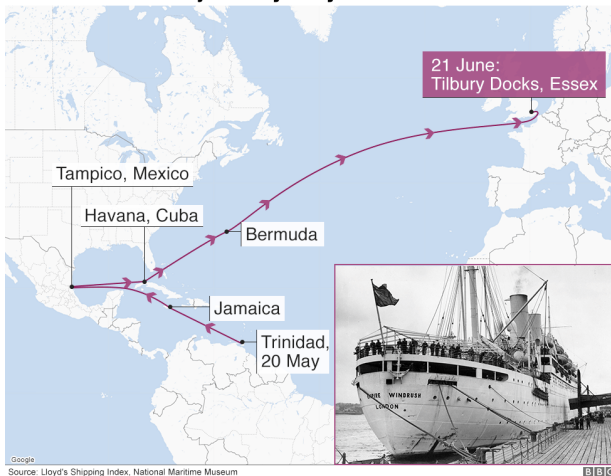 21 June:
Tilbury Docks, Essex
Tampico, Mexico
Havana, Cuba
Bermuda
Jamaica
Trinidad,
20 May
WINDRUSH
LONDON
Google
Source: Lloyd's Shipping Index, National Maritime Museum
BBC